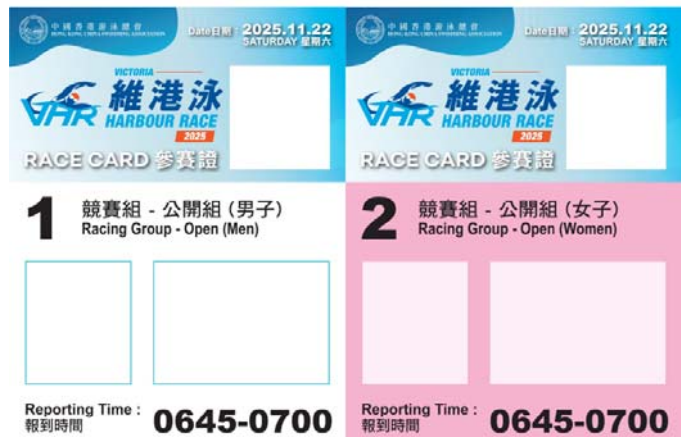 中國香港游泳總會
HONG KONG CHINA SWIMMING ASSOCIATION
Date日期 : 2025.11.22
SATURDAY 星期六
VICTORIA
VHR 維港泳
HARBOUR RACE
2025
RACE CARD 參賽證
1 競賽組 - 公開組 (男子)
Racing Group - Open (Men)
Reporting Time :
報到時間
0645-0700
中國香港游泳總會
HONG KONG CHINA SWIMMING ASSOCIATION
Date日期 : 2025.11.22
SATURDAY 星期六
VICTORIA
VHR 維港泳
HARBOUR RACE
2025
RACE CARD 參賽證
2 競賽組 - 公開組 (女子)
Racing Group - Open (Women)
Reporting Time :
報到時間
0645-0700